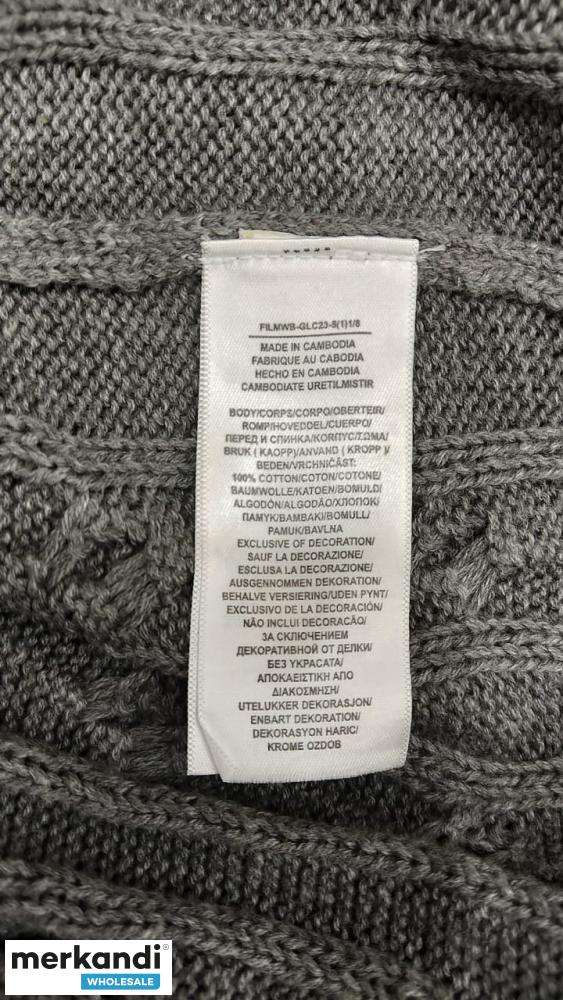 FILMWB-GLC23-S(1)1/8
MADE IN CAMBODIA
FABRIQUE AU CABODIA
HECHO EN CAMBODIA
CAMBODIATE URETILMISTIR
BODY/CORPS/CORPO/OBERTEIR/
ROMP/HOVEDDEL/CUERPO/
ПЕРЕД И СПИНКА/КОРПУС/ΣΩΜΑ/
BRUK ( KAOPP)/ANVAND ( KROPP )/
BEDEN/VRCHNIČÁST:
100% COTTON/COTON/COTONE/
BAUMWOLLE/KATOEN/BOMULD/
ALGODÓN/ALGODÃO/ХЛОПОК/
ПАМУК/BAMBAKI/BOMULL/
PAMUK/BAVLNA
EXCLUSIVE OF DECORATION/
SAUF LA DECORAZIONE/
ESCLUSA LA DECORAZIONE/
AUSGENNOMMEN DEKORATION/
BEHALVE VERSIERING/UDEN PYNT/
EXCLUSIVO DE LA DECORACIÓN/
NÃO INCLUI DECORAÇÃO/
ЗА СКЛЮЧЕНИЕМ
ДЕКОРАТИВНОЙ ОТ ДЕЛКИ/
БЕЗ УКРАСАТА/
ΑΠΟΚΛΕΙΣΤΙΚΗ ΑΠΟ
ΔΙΑΚΟΣΜΗΣΗ/
UTELUKKER DEKORASJON/
ENBART DEKORATION/
DEKORASYON HARIC/
KROME OZDOB
merkandi®
WHOLESALE